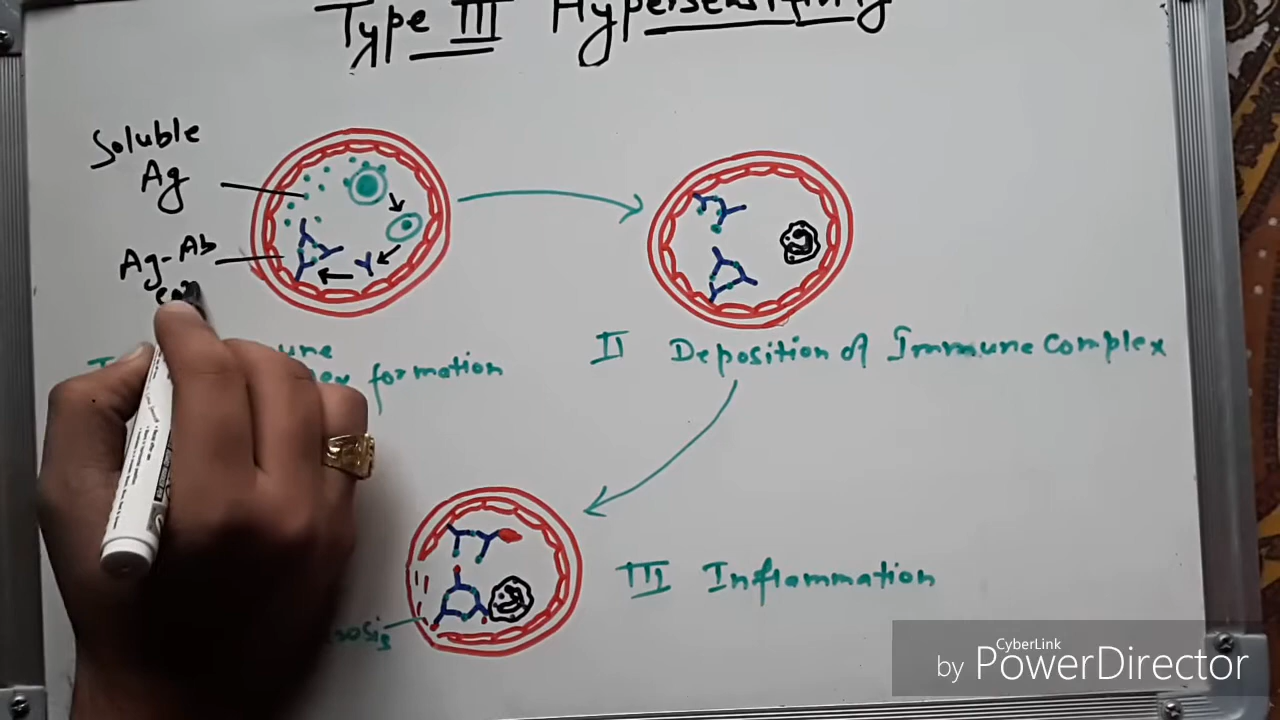 Type III Hypersensitivity
Soluble
Ag
Ag-Ab
formation
II Deposition of Immune Complex
III Inflammation
CyberLink
by PowerDirector